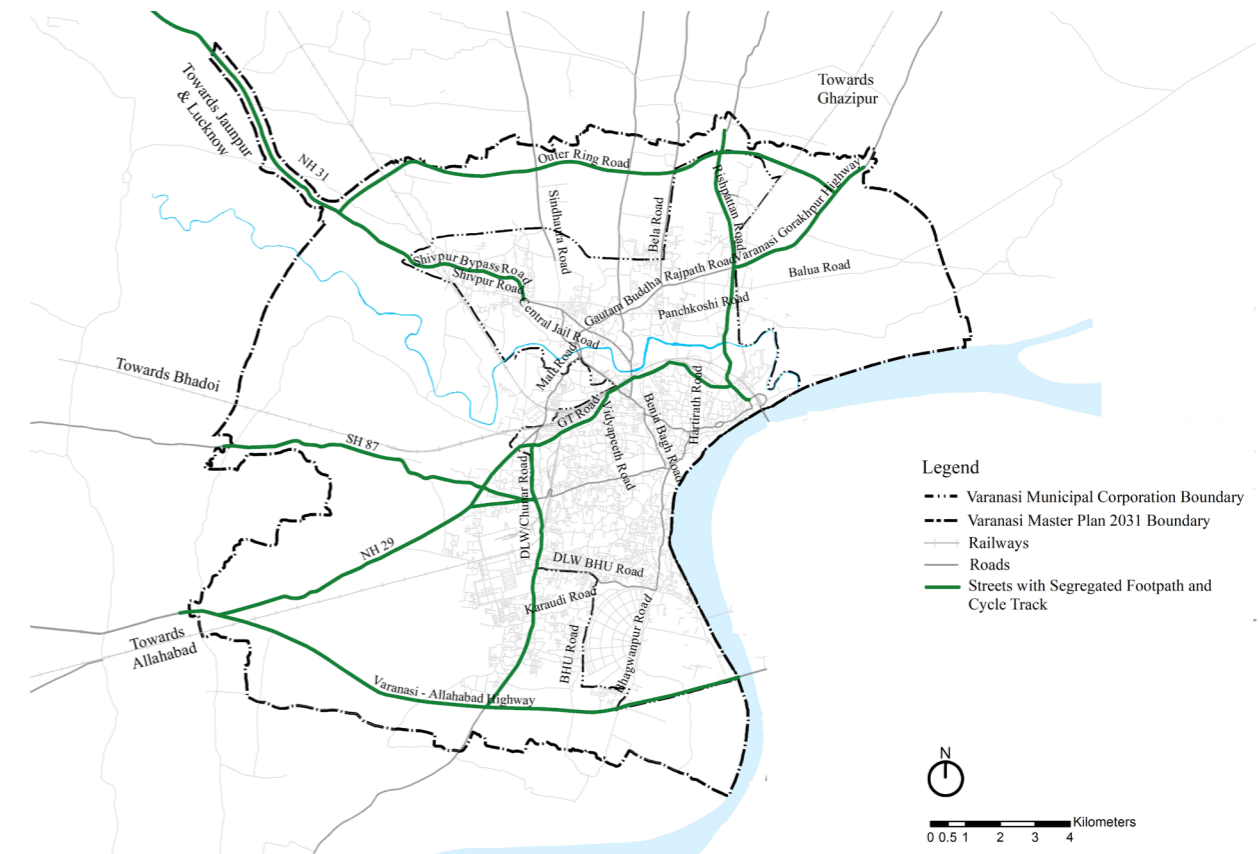 Towards
Ghazipur
Towards Jaunpur
& Lucknow
NH 31
Outer Ring Road
Rishpattan Road
Varanasi Gorakhpur Highway
Sindhaura Road
Bela Road
Shivpur Bypass Road
Shivpur Road
Gautam Buddha Rajpath Road
Balua Road
Panchkoshi Road
Central Jail Road
Mall Road
Towards Bhadoi
Hartirath Road
GT Road
Vidyapeeth Road
Benia Bagh Road
SH 87
DLW/Chunar Road
NH 29
DLW BHU Road
Karaudi Road
BHU Road
Bhagwanpur Road
Towards
Allahabad
Varanasi - Allahabad Highway
Legend
Varanasi Municipal Corporation Boundary
Varanasi Master Plan 2031 Boundary
Railways
Roads
Streets with Segregated Footpath and
Cycle Track
N
Kilometers
0 0.5 1 2 3 4